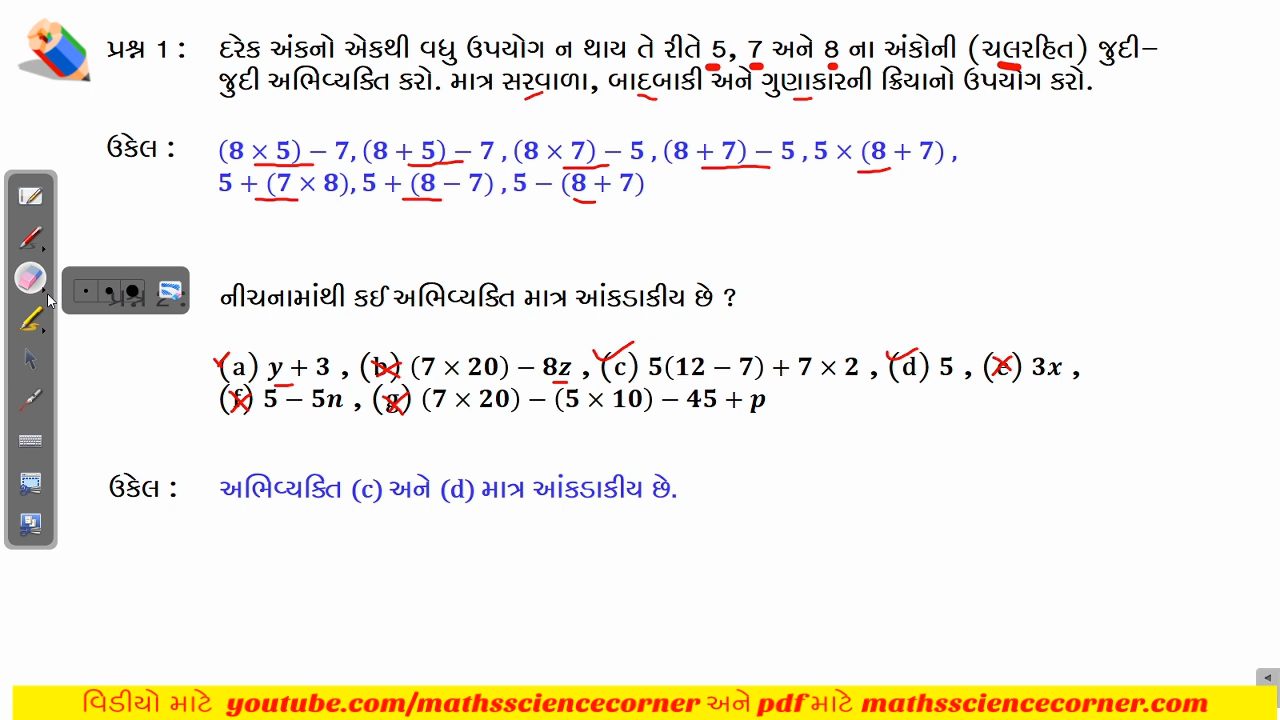 પ્રશ્ન 1 : દરેક અંકનો એકથી વધુ ઉપયોગ ન થાય તે રીતે 5, 7 અને 8 ના અંકોની (ચલરહિત) જુદી–
જુદી અભિવ્યક્તિ કરો. માત્ર સરવાળા, બાદબાકી અને ગુણાકારની ક્રિયાનો ઉપયોગ કરો.
ઉકેલ : (8 × 5) − 7, (8 + 5) − 7 , (8 × 7) − 5 , (8 + 7) − 5 , 5 × (8 + 7) ,
5 + (7 × 8), 5 + (8 − 7) , 5 − (8 + 7)
પ્રશ્ન 2 : નીચનામાંથી કઈ અભિવ્યક્તિ માત્ર આંકડાકીય છે ?
(a) y + 3 , (b) (7 × 20) − 8z , (c) 5(12 − 7) + 7 × 2 , (d) 5 , (e) 3x ,
(f) 5 − 5n , (g) (7 × 20) − (5 × 10) − 45 + p
ઉકેલ : અભિવ્યક્તિ (c) અને (d) માત્ર આંકડાકીય છે.
વિડીયો માટે youtube.com/mathssciencecorner અને pdf માટે mathssciencecorner.com